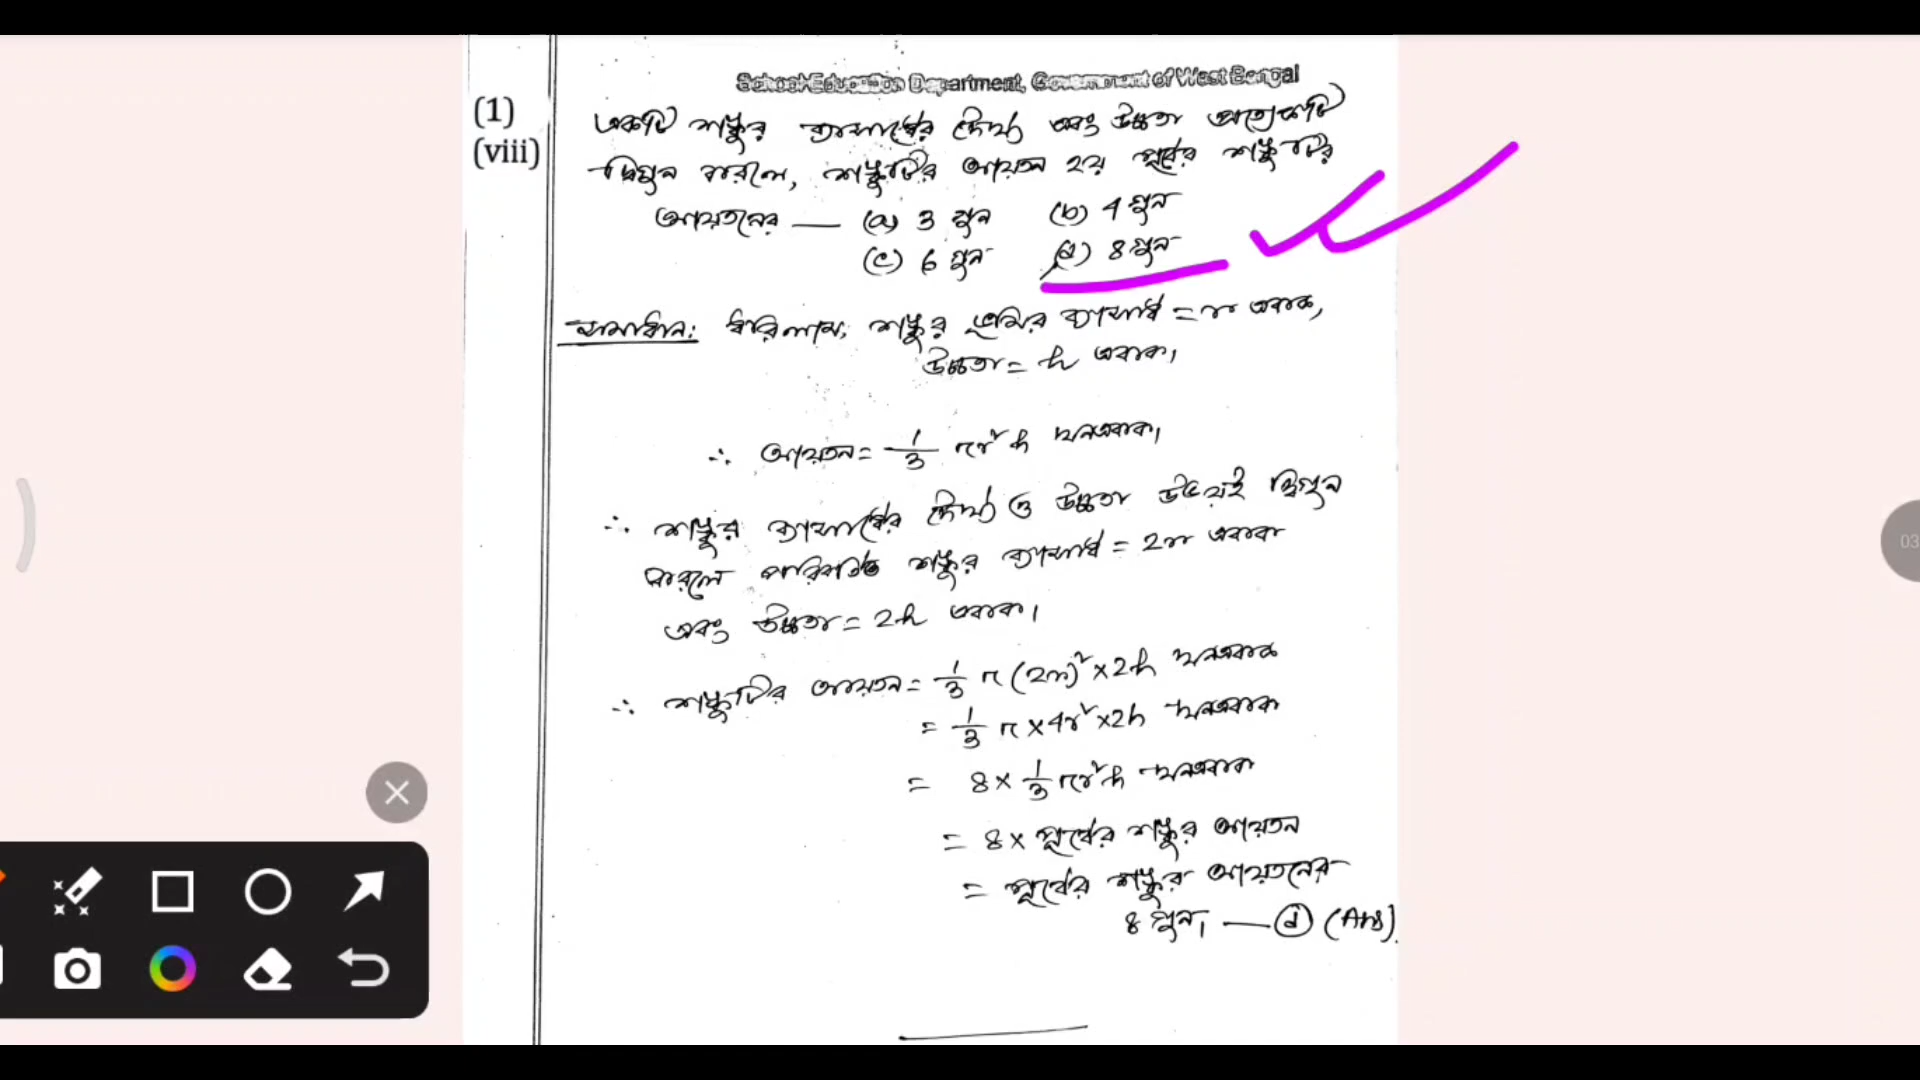 School Education Department, Government of West Bengal
(1) একটি শঙ্কুর ব্যাসার্ধের দৈর্ঘ্য এবং উচ্চতা প্রত্যেকটি
(viii) দ্বিগুন করলে, শঙ্কুটির আয়তন হয় পূর্বের শঙ্কুটির
আয়তনের — (a) 3 গুন (b) 4 গুন
(c) 6 গুন (d) 8 গুন
সমাধান: ধরিলাম, শঙ্কুর ভূমির ব্যাসার্ধ = r একক,
উচ্চতা = h একক।
∴ আয়তন = 1/3 πr² h ঘনএকক।
∴ শঙ্কুর ব্যাসার্ধের দৈর্ঘ্য ও উচ্চতা উভয়ই দ্বিগুন
করলে পরিবর্তিত শঙ্কুর ব্যাসার্ধ = 2r একক
এবং উচ্চতা = 2h একক।
∴ শঙ্কুটির আয়তন = 1/3 π (2r)² × 2h ঘনএকক
= 1/3 π × 4r² × 2h ঘনএকক
= 8 × 1/3 πr² h ঘনএকক
= 8 × পূর্বের শঙ্কুর আয়তন
= পূর্বের শঙ্কুর আয়তনের
8 গুন। — (d) (Ans).
03